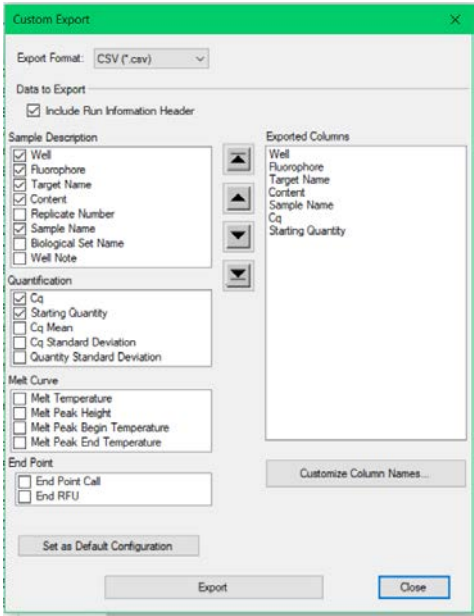 Custom Export
Export Format: CSV (*.csv)
Data to Export
Include Run Information Header
Sample Description
Well
Fluorophore
Target Name
Content
Replicate Number
Sample Name
Biological Set Name
Well Note
Quantification
Cq
Starting Quantity
Cq Mean
Cq Standard Deviation
Quantity Standard Deviation
Melt Curve
Melt Temperature
Melt Peak Height
Melt Peak Begin Temperature
Melt Peak End Temperature
End Point
End Point Call
End RFU
Exported Columns
Well
Fluorophore
Target Name
Content
Sample Name
Cq
Starting Quantity
Customize Column Names...
Set as Default Configuration
Export
Close